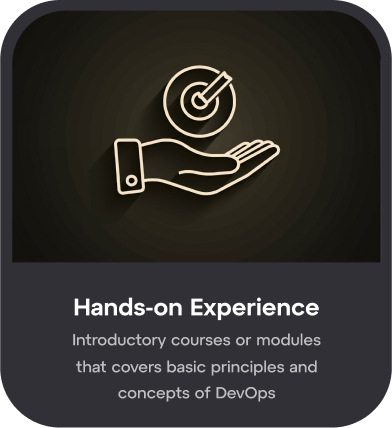 Hands-on Experience
Introductory courses or modules
that covers basic principles and
concepts of DevOps